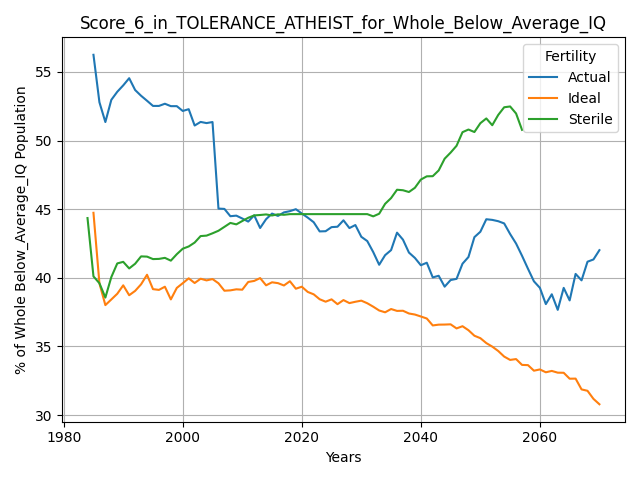 Score_6_in_TOLERANCE_ATHEIST_for_Whole_Below_Average_IQ
Fertility
Actual
Ideal
Sterile
% of Whole Below_Average_IQ Population
55
50
45
40
35
30
1980
2000
2020
2040
2060
Years